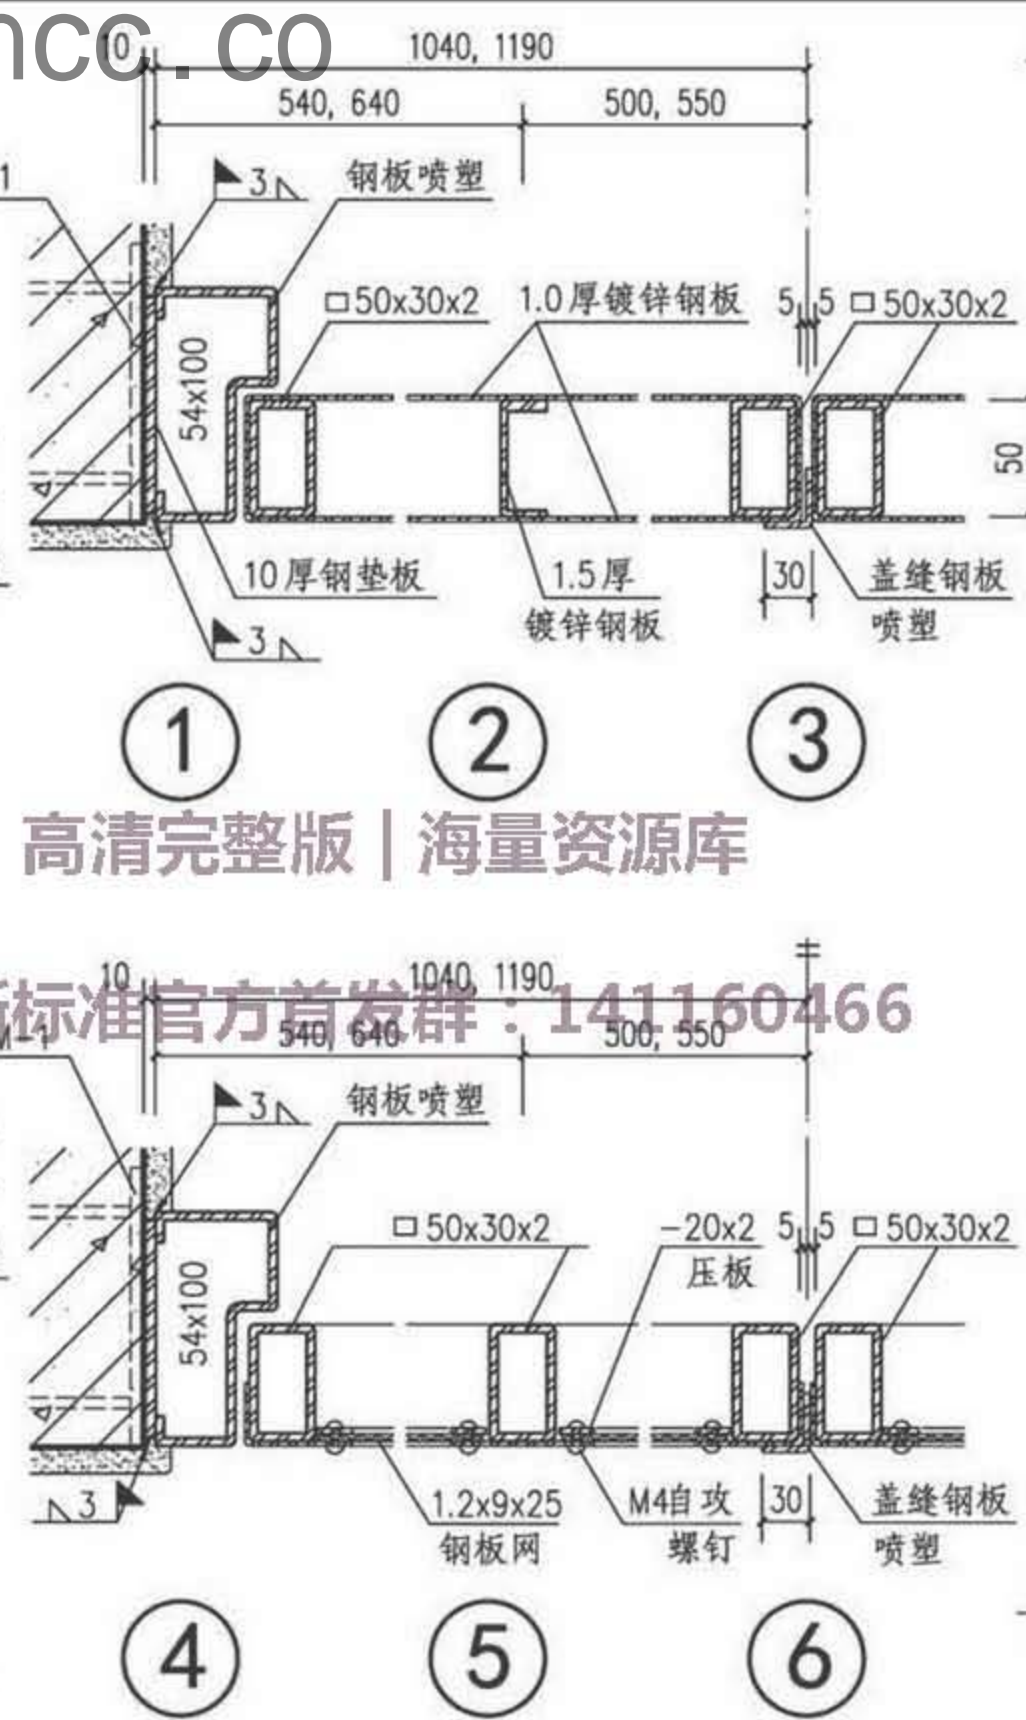 ncc.co
10 1040, 1190
540, 640 500, 550
1 3 钢板喷塑
□50x30x2 1.0厚镀锌钢板 5 5 □50x30x2
54x100
50
10厚钢垫板 1.5厚 30 盖缝钢板
镀锌钢板 喷塑
3
1 2 3
高清完整版 | 海量资源库
10 1040, 1190
标准官方首发群：141160466
540, 640 500, 550
M-1
3 钢板喷塑
□50x30x2 -20x2 5 5 □50x30x2
压板
54x100
3 1.2x9x25 M4自攻 30 盖缝钢板
钢板网 螺钉 喷塑
4 5 6